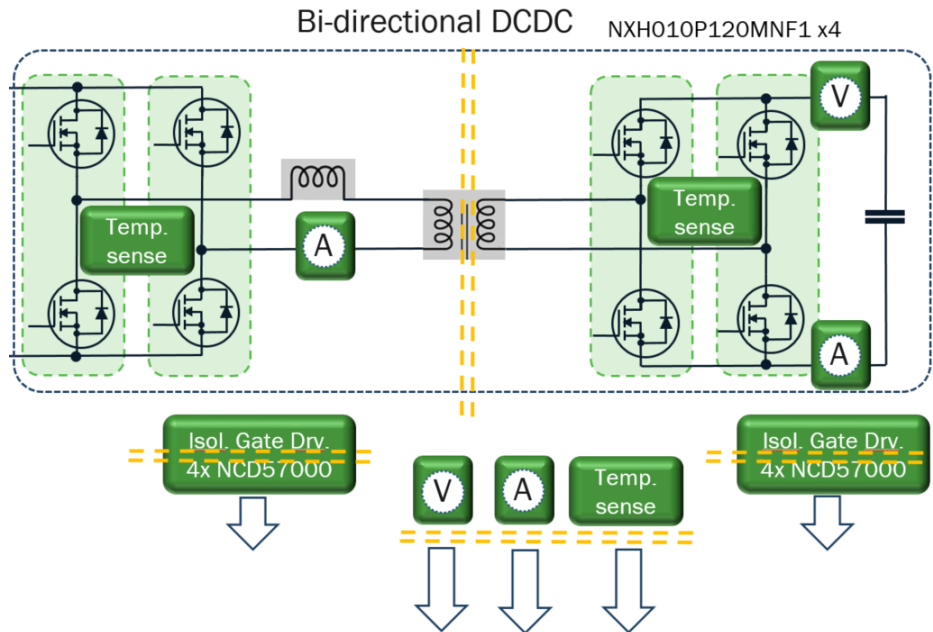 Bi-directional DCDC
NXH010P120MNF1 x4
V
Temp.
sense
A
Temp.
sense
A
Isol. Gate Drv.
4x NCD57000
V
A
Temp.
sense
Isol. Gate Drv.
4x NCD57000